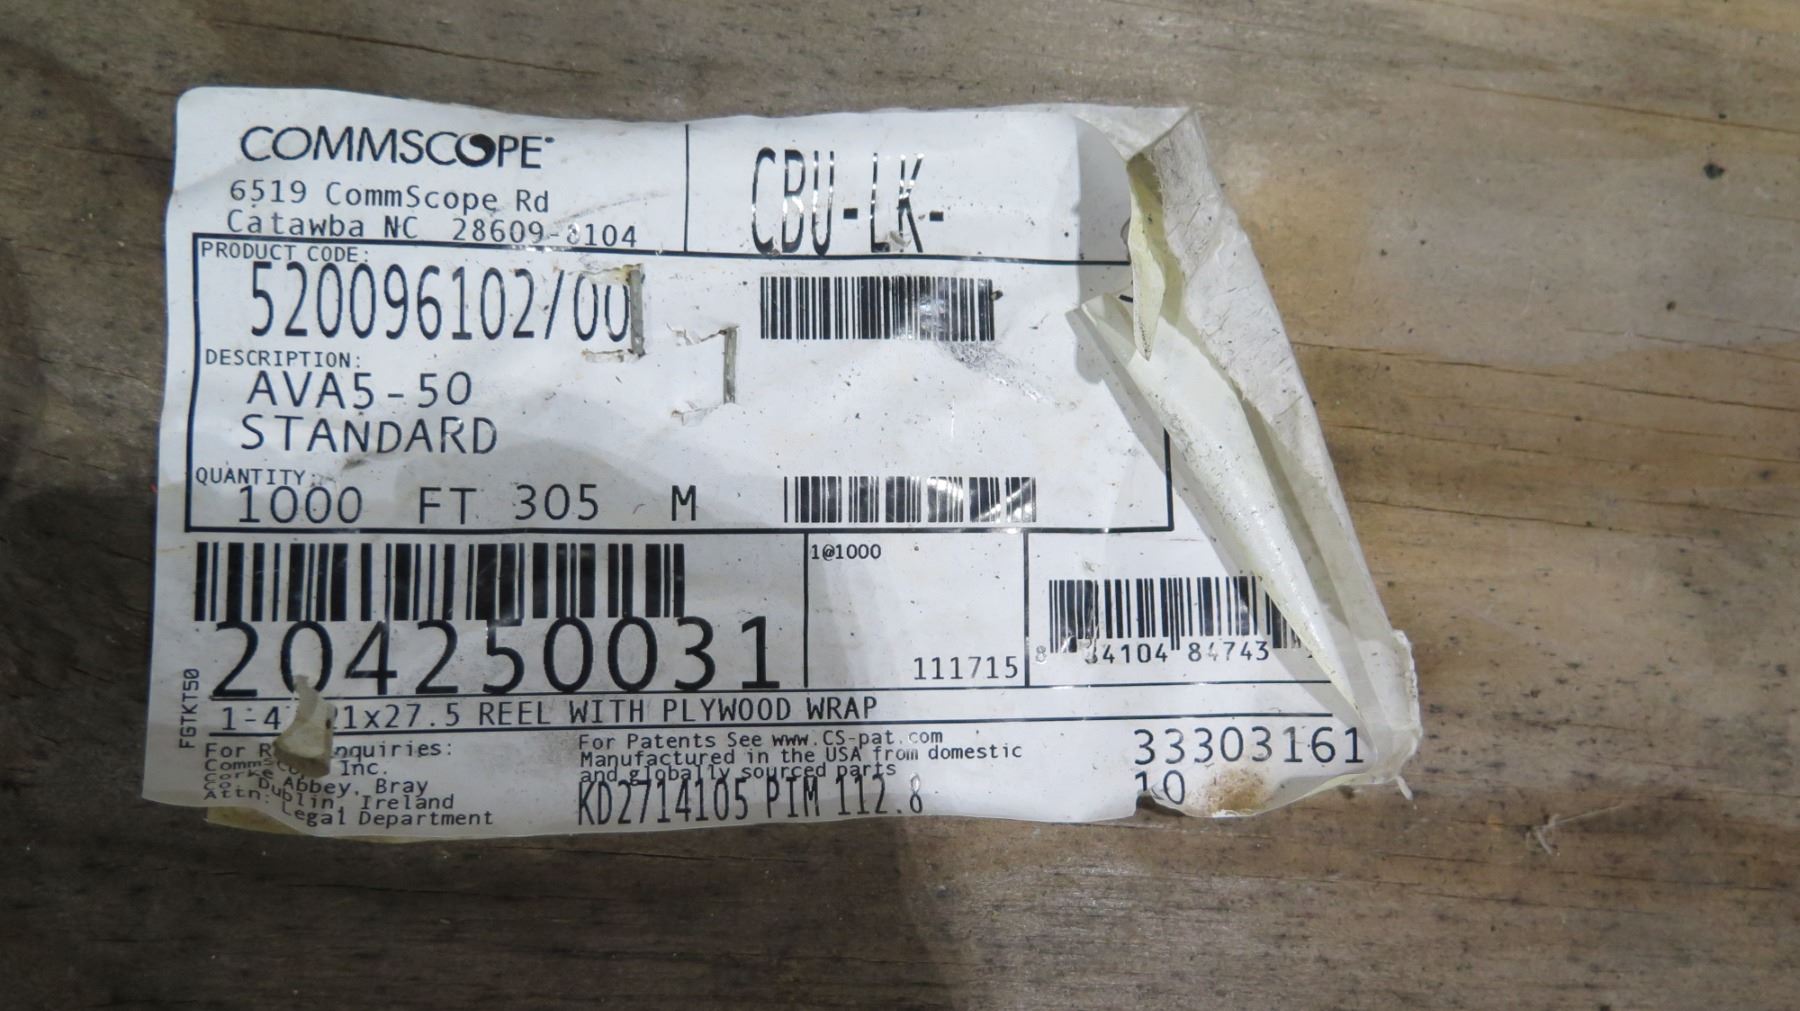 COMMSCOPE
6519 CommScope Rd
Catawba NC 28609-
CBU-LK-
PRODUCT CODE:
520096102/00
DESCRIPTION:
AVA5-50
STANDARD
QUANTITY:
1000 FT 305 M
204250031
1@1000
111715
84743
FGTKT50
REEL WITH PLYWOOD WRAP
For
Inc.
Abbey, Bray
Dublin, Ireland
Attn: Legal Department
For Patents See www.CS-pat.com
Manufactured in the USA from domestic
and globally sourced parts
KD2714105 PIM 112.8
33303161
10